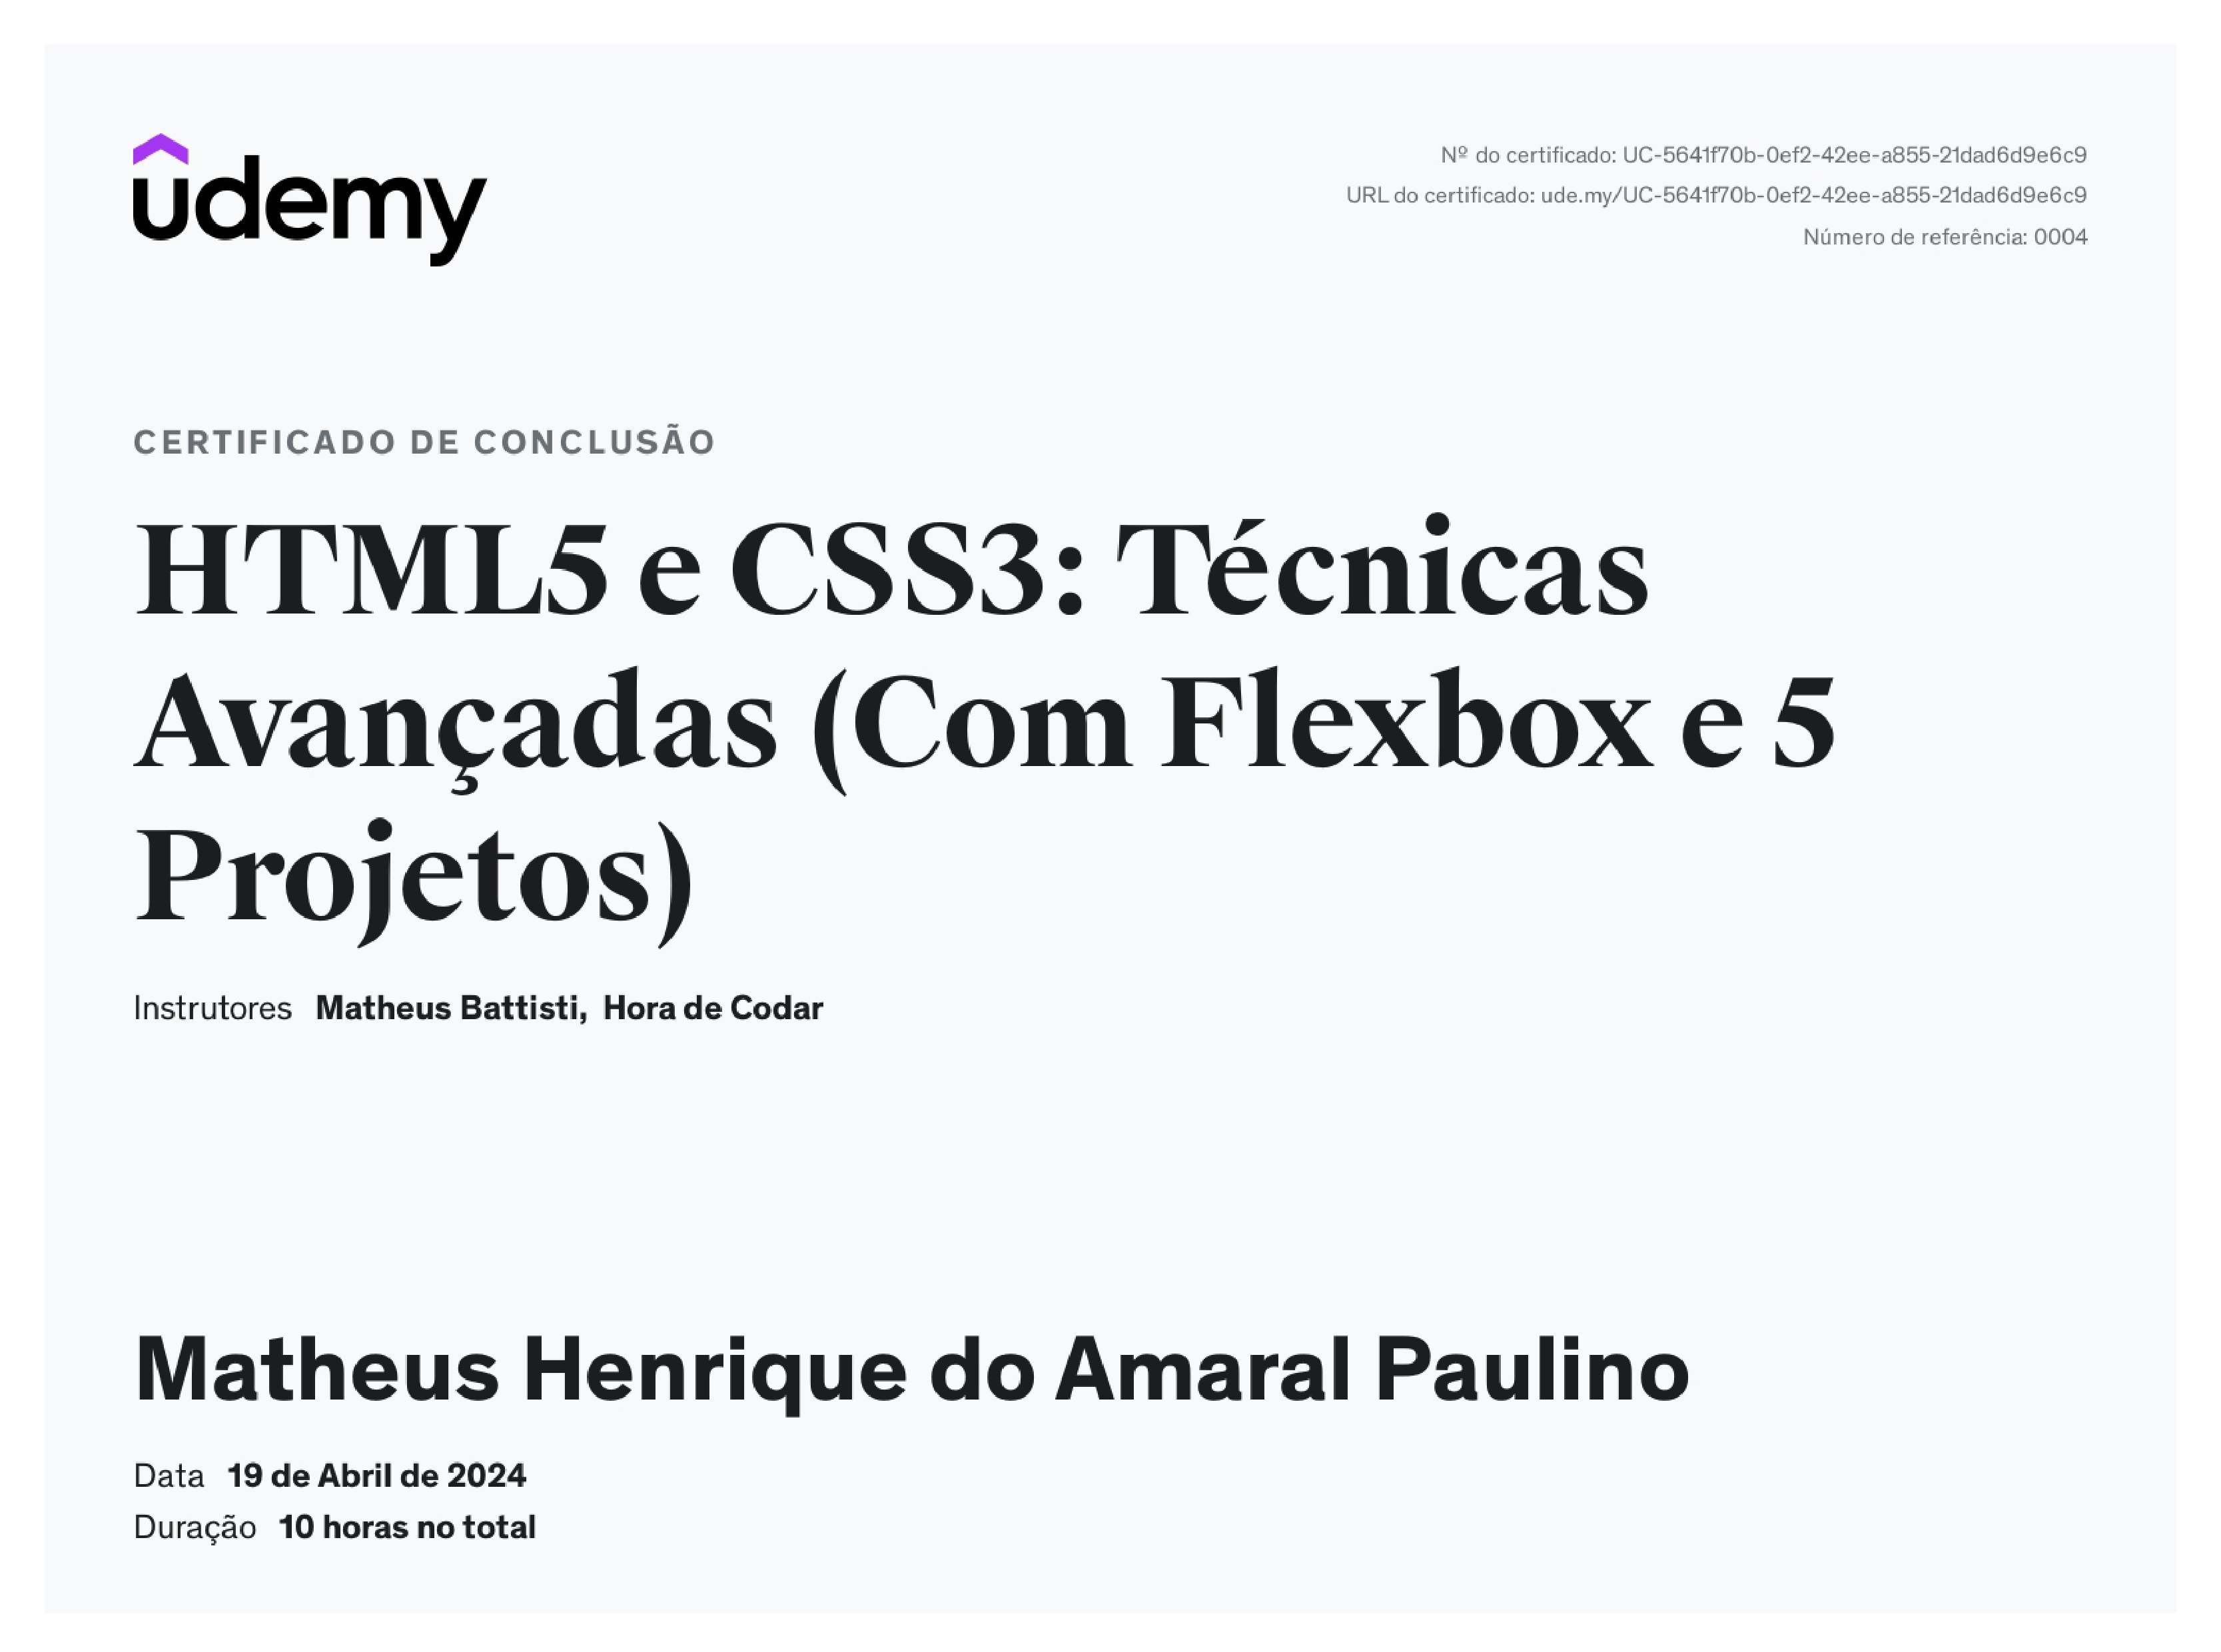 udemy
Nº do certificado: UC-5641f70b-0ef2-42ee-a855-21dad6d9e6c9
URL do certificado: ude.my/UC-5641f70b-0ef2-42ee-a855-21dad6d9e6c9
Número de referência: 0004
CERTIFICADO DE CONCLUSÃO
HTML5 e CSS3: Técnicas
Avançadas (Com Flexbox e 5
Projetos)
Instrutores Matheus Battisti, Hora de Codar
Matheus Henrique do Amaral Paulino
Data 19 de Abril de 2024
Duração 10 horas no total